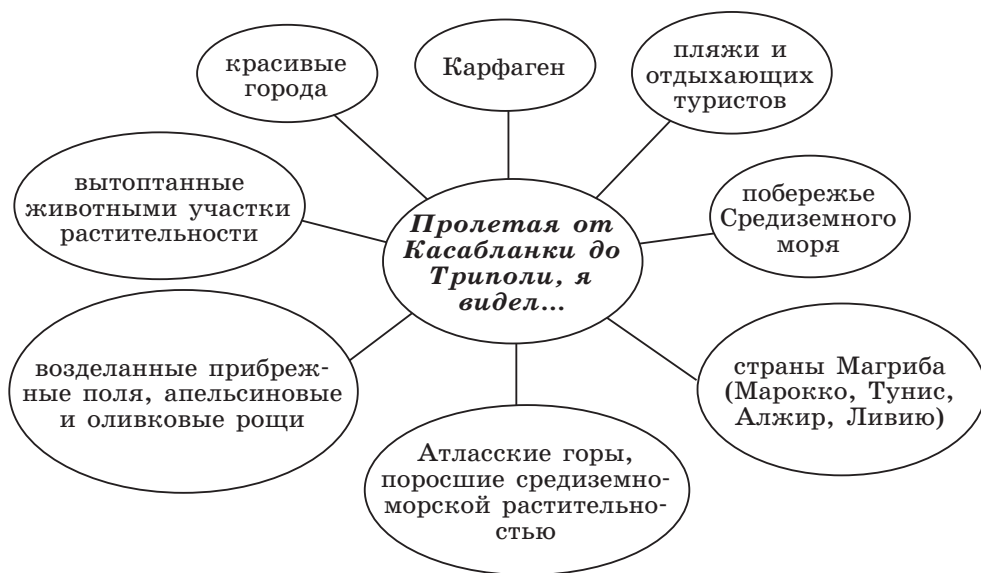 красивые
города
Карфаген
пляжи и
отдыхающих
туристов
вытоптанные
животными участки
растительности
Пролетая от
Касабланки до
Триполи, я
видел...
побережье
Средиземного
моря
возделанные прибреж-
ные поля, апельсиновые
и оливковые рощи
страны Магриба
(Марокко, Тунис,
Алжир, Ливию)
Атласские горы,
поросшие средиземно-
морской растительно-
стью